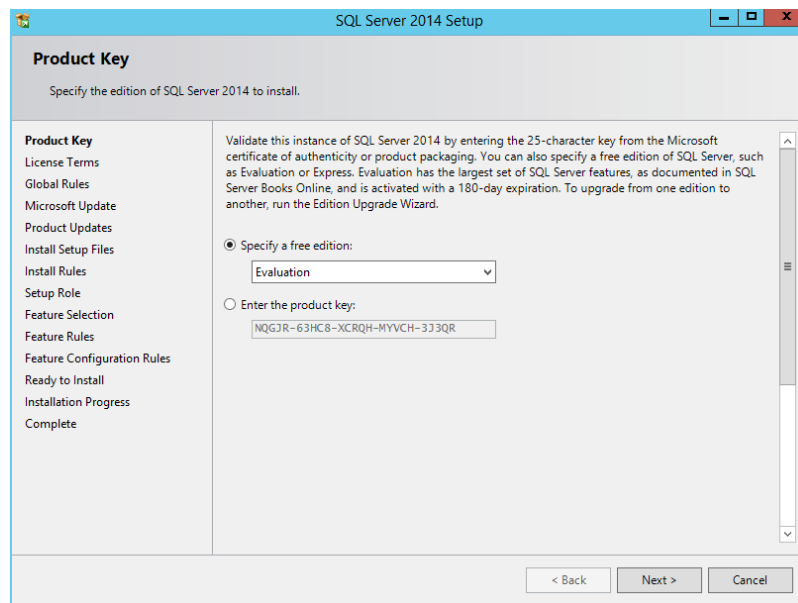 SQL Server 2014 Setup
Product Key
Specify the edition of SQL Server 2014 to install.
Product Key
License Terms
Global Rules
Microsoft Update
Product Updates
Install Setup Files
Install Rules
Setup Role
Feature Selection
Feature Rules
Feature Configuration Rules
Ready to Install
Installation Progress
Complete
Validate this instance of SQL Server 2014 by entering the 25-character key from the Microsoft
certificate of authenticity or product packaging. You can also specify a free edition of SQL Server, such
as Evaluation or Express. Evaluation has the largest set of SQL Server features, as documented in SQL
Server Books Online, and is activated with a 180-day expiration. To upgrade from one edition to
another, run the Edition Upgrade Wizard.
Specify a free edition:
Evaluation
Enter the product key:
NQGJR-63HC8-XCRQH-MYVCH-3J3QR
< Back
Next >
Cancel